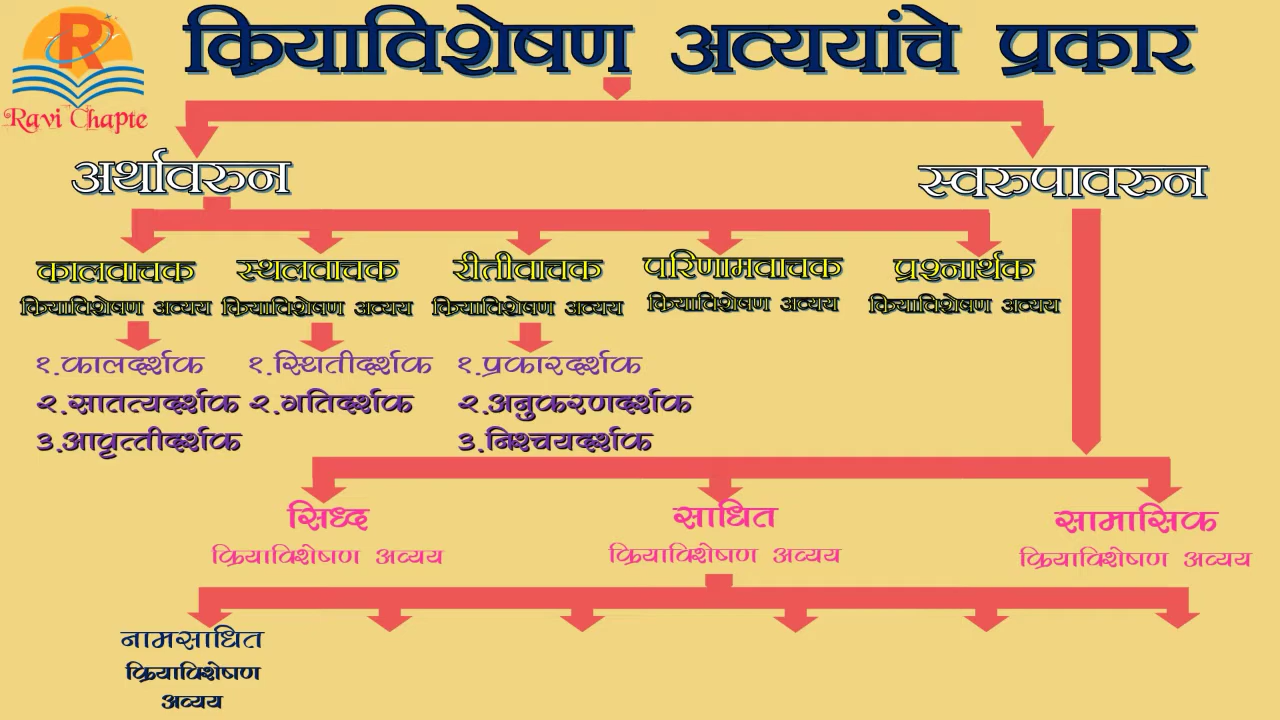 क्रियाविशेषण अव्ययांचे प्रकार
R
Ravi Chapte
अर्थावरुन
स्वरुपावरुन
कालवाचक
क्रियाविशेषण अव्यय
स्थलवाचक
क्रियाविशेषण अव्यय
रीतीवाचक
क्रियाविशेषण अव्यय
परिणामवाचक
क्रियाविशेषण अव्यय
प्रश्नार्थक
क्रियाविशेषण अव्यय
१.कालदर्शक
२.सातत्यदर्शक
३.आवृत्तीदर्शक
१.स्थितीदर्शक
२.गतिदर्शक
१.प्रकारदर्शक
२.अनुकरणदर्शक
३.निश्चयदर्शक
सिध्द
क्रियाविशेषण अव्यय
साधित
क्रियाविशेषण अव्यय
सामासिक
क्रियाविशेषण अव्यय
नामसाधित
क्रियाविशेषण
अव्यय